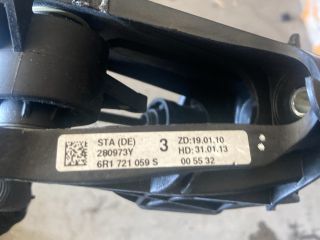 STA (DE) 3 ZD:19.01.10
280973Y HD:31.01.13
6R1 721 059 S 00 55 32